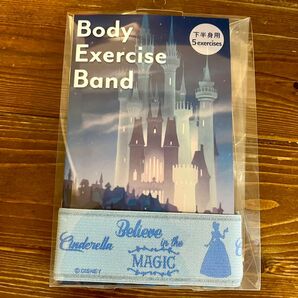 Body
Exercise
Band
下半身用
5 exercises
Cinderella
Believe
in the
MAGIC
© DISNEY